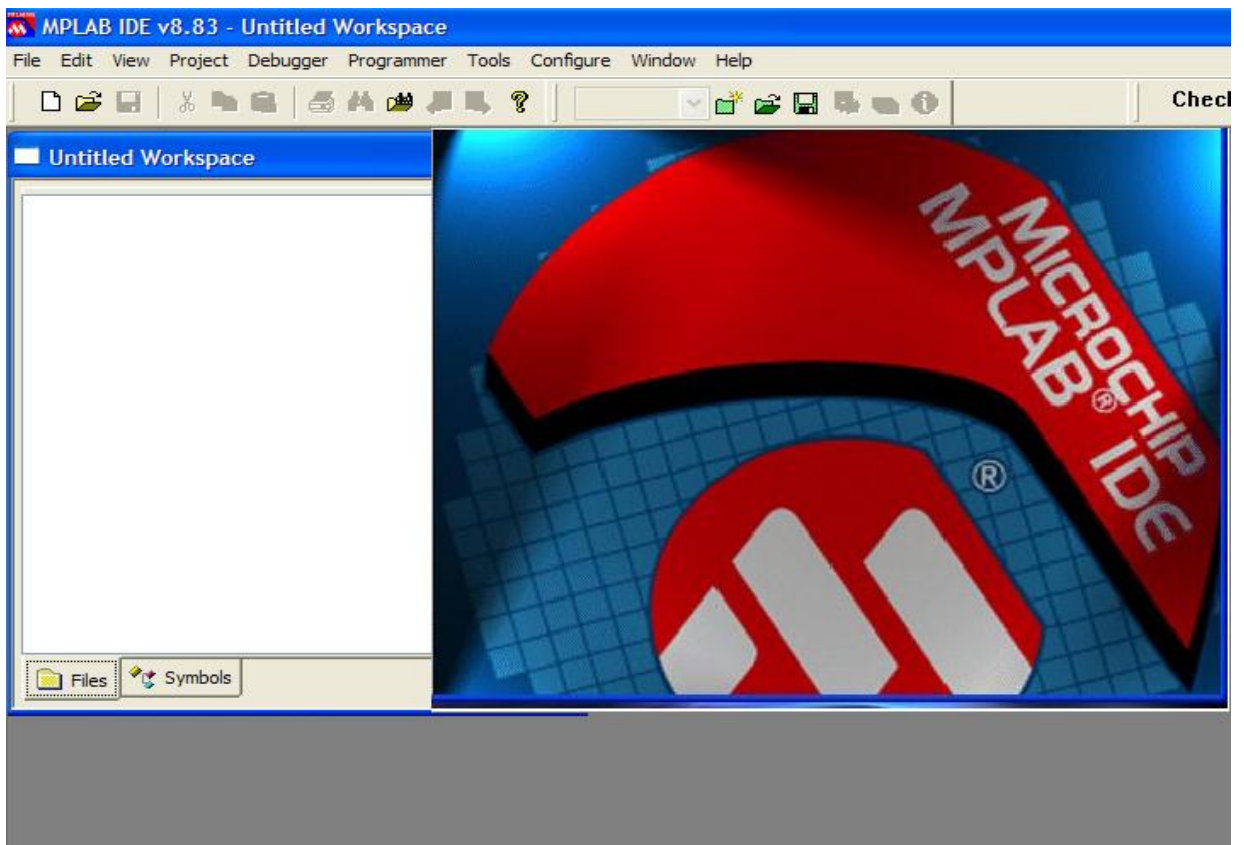 MPLAB IDE v8.83 - Untitled Workspace
File Edit View Project Debugger Programmer Tools Configure Window Help
Checl
Untitled Workspace
MICROCHIP
MPLAB® IDE
®
Files Symbols